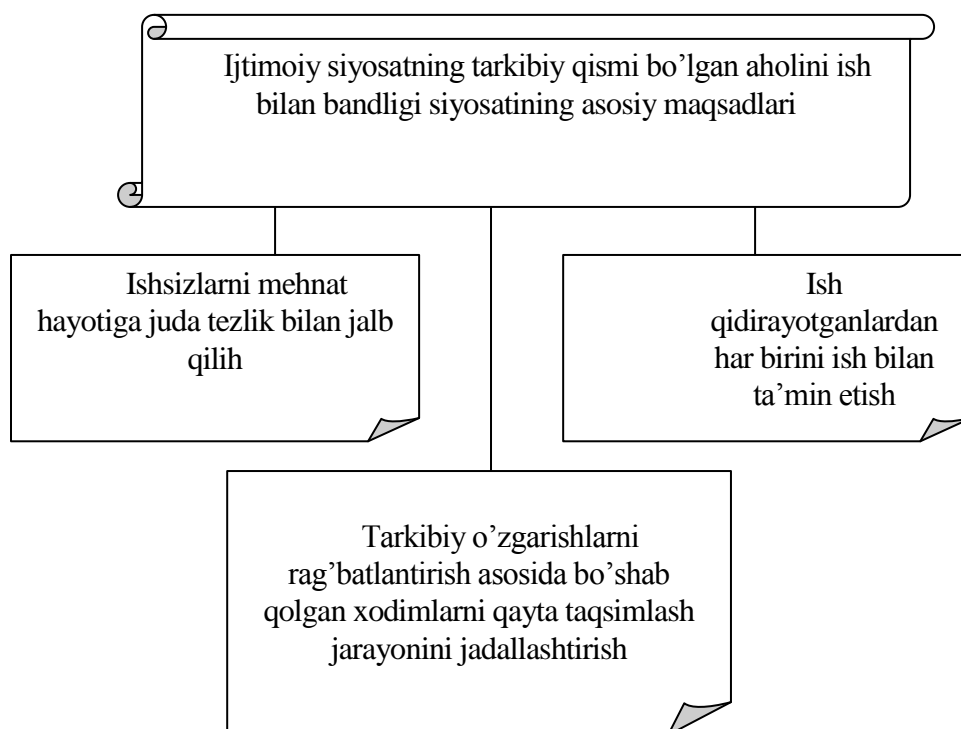 Ijtimoiy siyosatning tarkibiy qismi bo’lgan aholini ish
bilan bandligi siyosatining asosiy maqsadlari
Ishsizlarni mehnat
hayotiga juda tezlik bilan jalb
qilih
Ish
qidirayotganlardan
har birini ish bilan
ta’min etish
Tarkibiy o’zgarishlarni
rag’batlantirish asosida bo’shab
qolgan xodimlarni qayta taqsimlash
jarayonini jadallashtirish